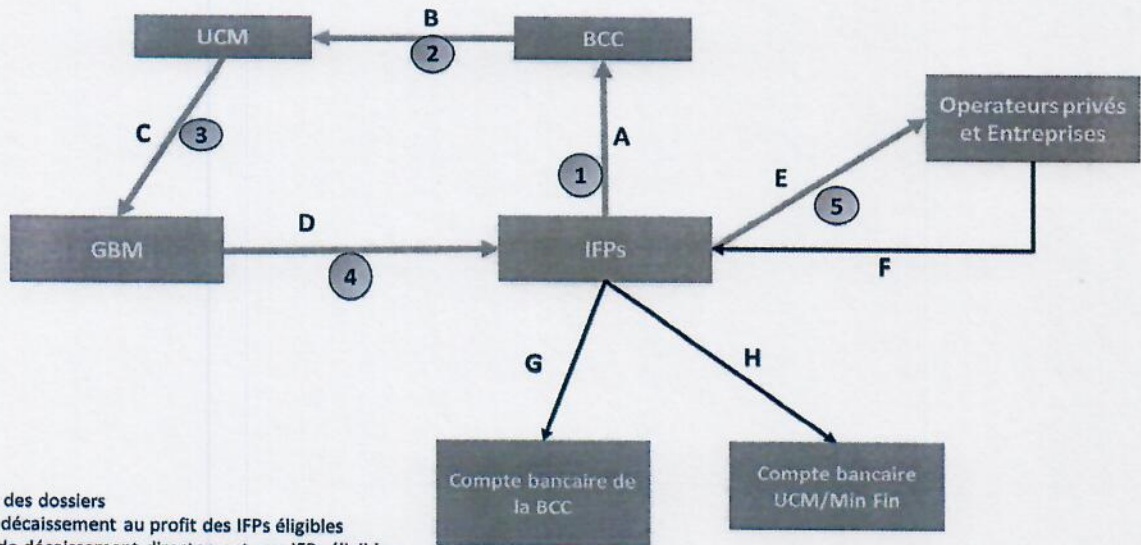 B
UCM
2
BCC
Operateurs privés
et Entreprises
C
3
A
E
1
5
D
GBM
IFPs
4
F
G
H
Compte bancaire de
la BCC
Compte bancaire
UCM/Min Fin
des dossiers
décaissement au profit des IFPs éligibles